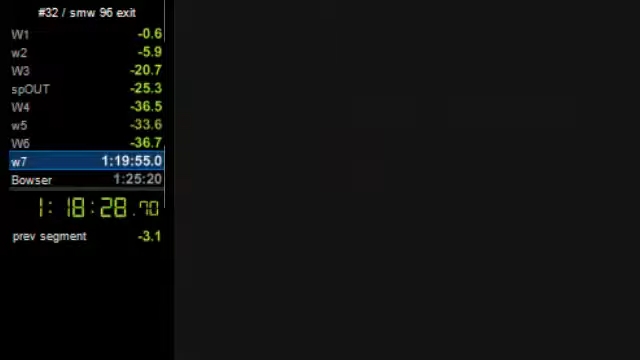 #32 / smw 96 exit
W1 -0.6
w2 -5.9
W3 -20.7
spOUT -25.3
W4 -36.5
w5 -33.6
W6 -36.7
w7 1:19:55.0
Bowser 1:25:20
1:18:28.70
prev segment -3.1